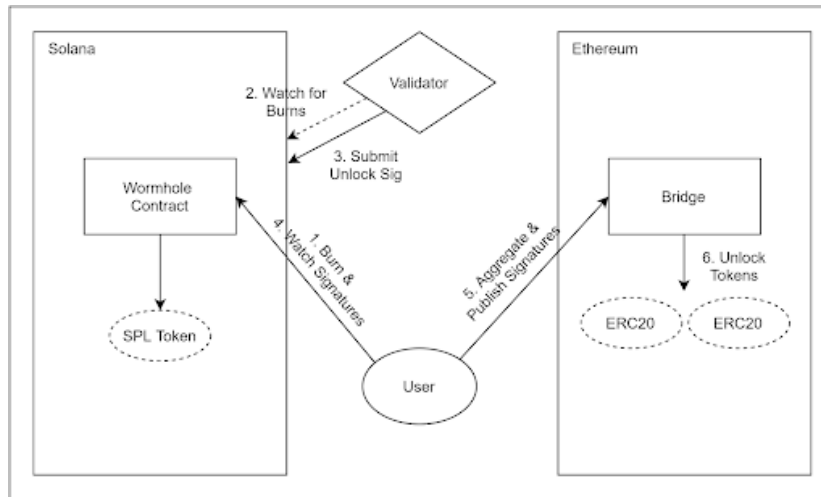 Solana
Ethereum
Validator
2. Watch for
Burns
3. Submit
Unlock Sig
Wormhole
Contract
Bridge
1. Burn &
4. Watch Signatures
5. Aggregate &
Publish Signatures
6. Unlock
Tokens
SPL Token
ERC20
ERC20
User